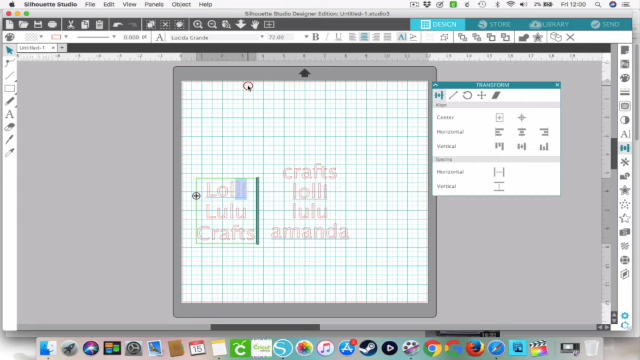 Silhouette Studio File Edit View Panels Object Window Help
Fri 12:00
Silhouette Studio Designer Edition: Untitled-1.studio3
DESIGN STORE LIBRARY SEND
0.000 pt Lucida Grande 72.00 B I U
Untitled-1
TRANSFORM
Align
Center
Horizontal
Vertical
Spacing
Horizontal
Vertical
crafts
lolli
lulu
amanda
Lolli
Lulu
Crafts